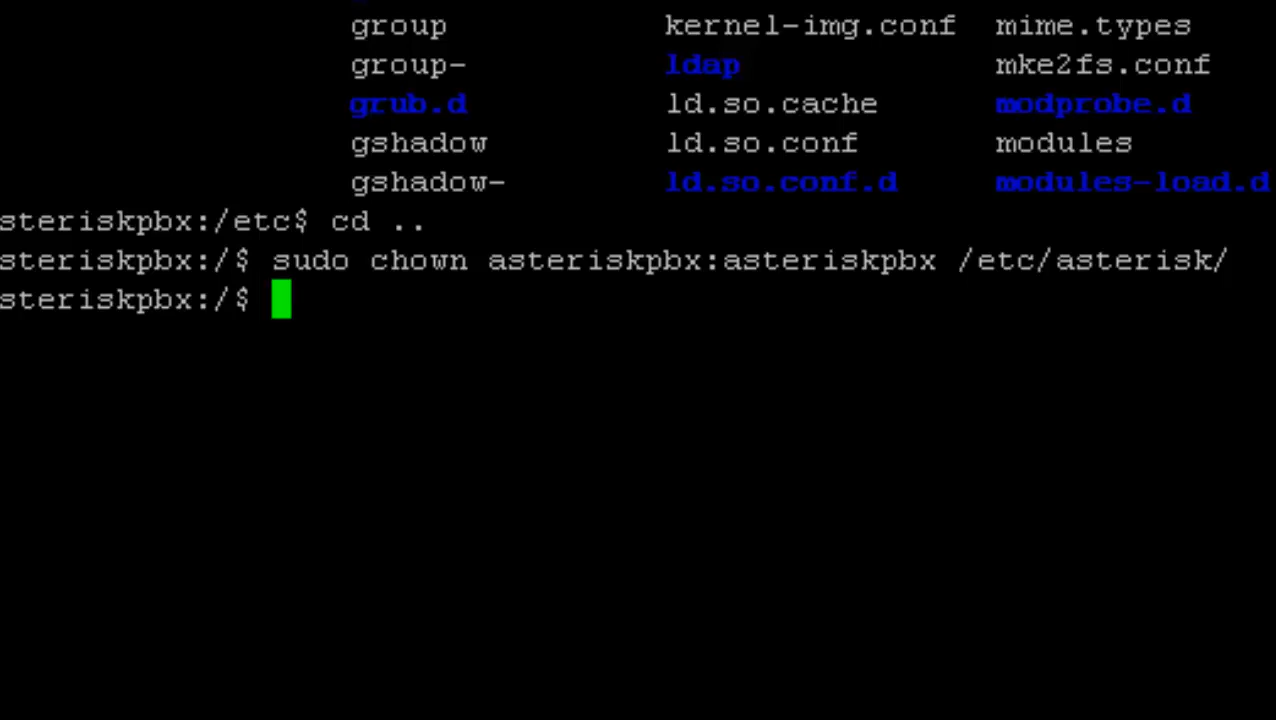 group kernel-img.conf mime.types
group- ldap mke2fs.conf
grub.d ld.so.cache modprobe.d
gshadow ld.so.conf modules
gshadow- ld.so.conf.d modules-load.d
steriskpbx:/etc$ cd ..
steriskpbx:/$ sudo chown asteriskpbx:asteriskpbx /etc/asterisk/
steriskpbx:/$